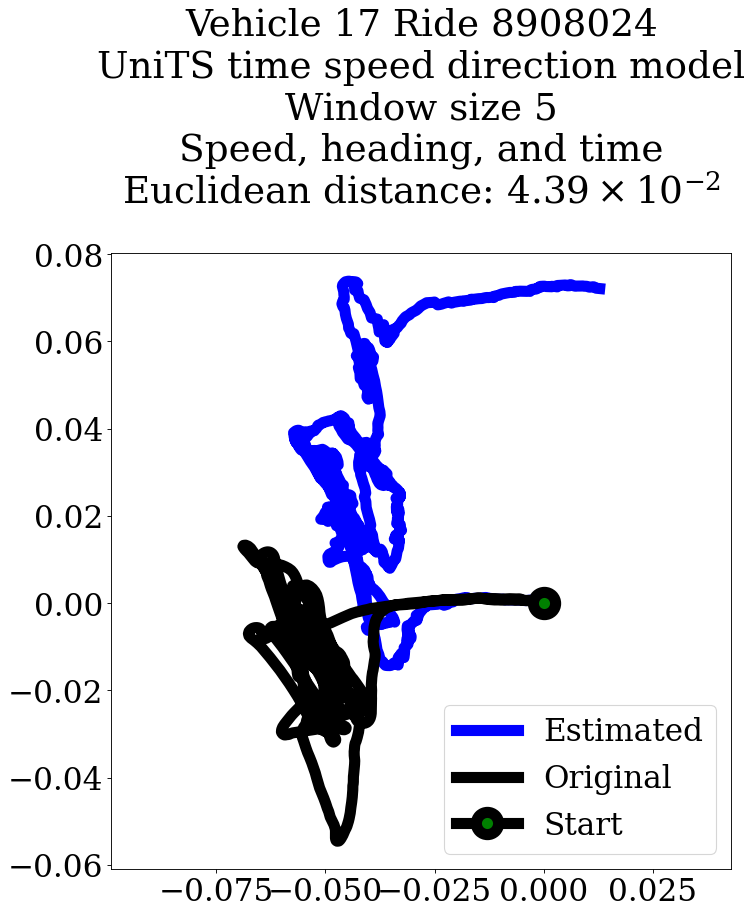 Vehicle 17 Ride 8908024
UniTS time speed direction model
Window size 5
Speed, heading, and time
Euclidean distance: 4.39 × 10⁻²
0.08
0.06
0.04
0.02
0.00
−0.02
−0.04
−0.06
Estimated
Original
Start
−0.075 −0.050 −0.025 0.000 0.025